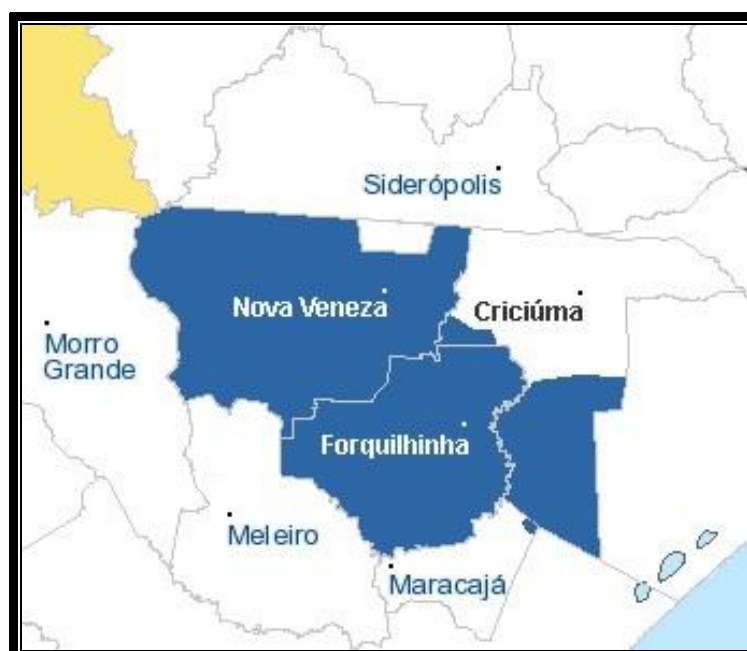 Siderópolis
Nova Veneza
Criciúma
Morro
Grande
Forquilhinha
Meleiro
Maracajá